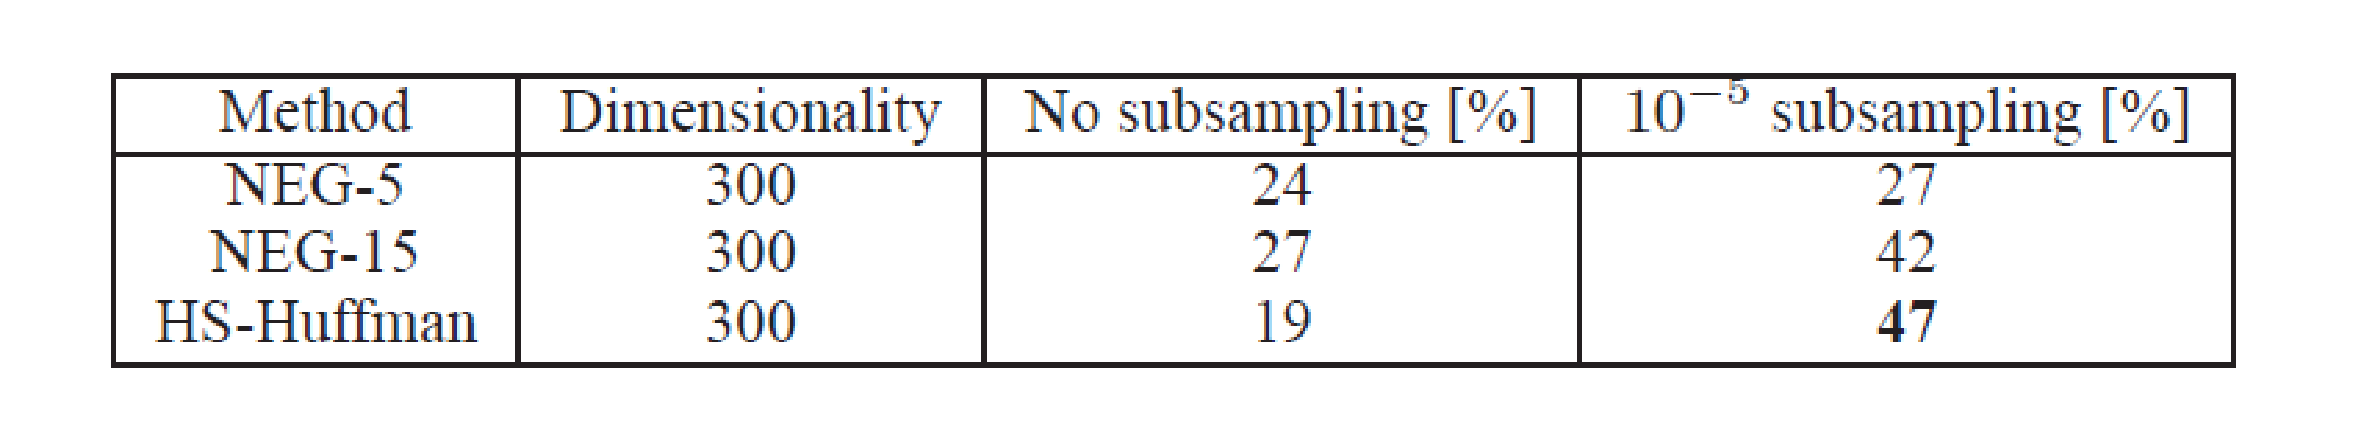 Method Dimensionality No subsampling [%] 10⁻⁵ subsampling [%]
NEG-5 300 24 27
NEG-15 300 27 42
HS-Huffman 300 19 47